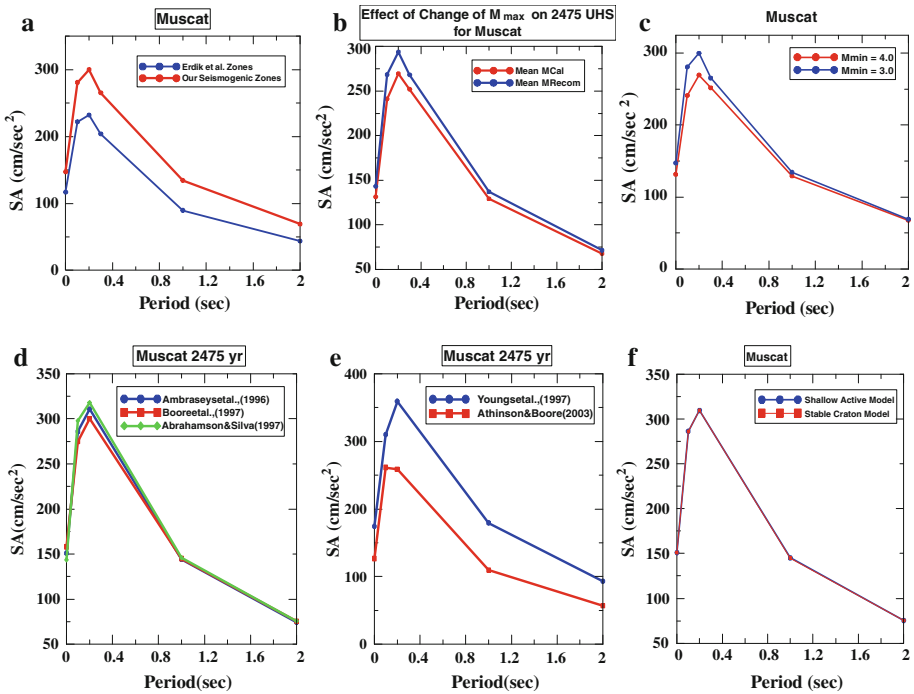 a
Muscat
Erdik et al. Zones
Our Seismogenic Zones
SA (cm/sec2)
300
200
100
0
0 0.4 0.8 1.2 1.6 2
Period (sec)
b
Effect of Change of M max on 2475 UHS
for Muscat
Mean MCal
Mean MRecom
SA (cm/sec2)
300
250
200
150
100
50
0 0.4 0.8 1.2 1.6 2
Period(sec)
c
Muscat
Mmin = 4.0
Mmin = 3.0
SA (cm/sec2)
300
200
100
0
0 0.4 0.8 1.2 1.6 2
Period (sec)
d
Muscat 2475 yr
Ambraseysetal.,(1996)
Booreetal.,(1997)
Abrahamson&Silva(1997)
SA(cm/sec2)
350
300
250
200
150
100
50
0 0.4 0.8 1.2 1.6 2
Period(sec)
e
Muscat 2475 yr
Youngsetal.,(1997)
Athinson&Boore(2003)
SA(cm/sec2)
400
300
200
100
0
0 0.4 0.8 1.2 1.6 2
Period(sec)
f
Muscat
Shallow Active Model
Stable Craton Model
SA (cm/sec2)
350
300
250
200
150
100
50
0 0.4 0.8 1.2 1.6 2
Period(sec)